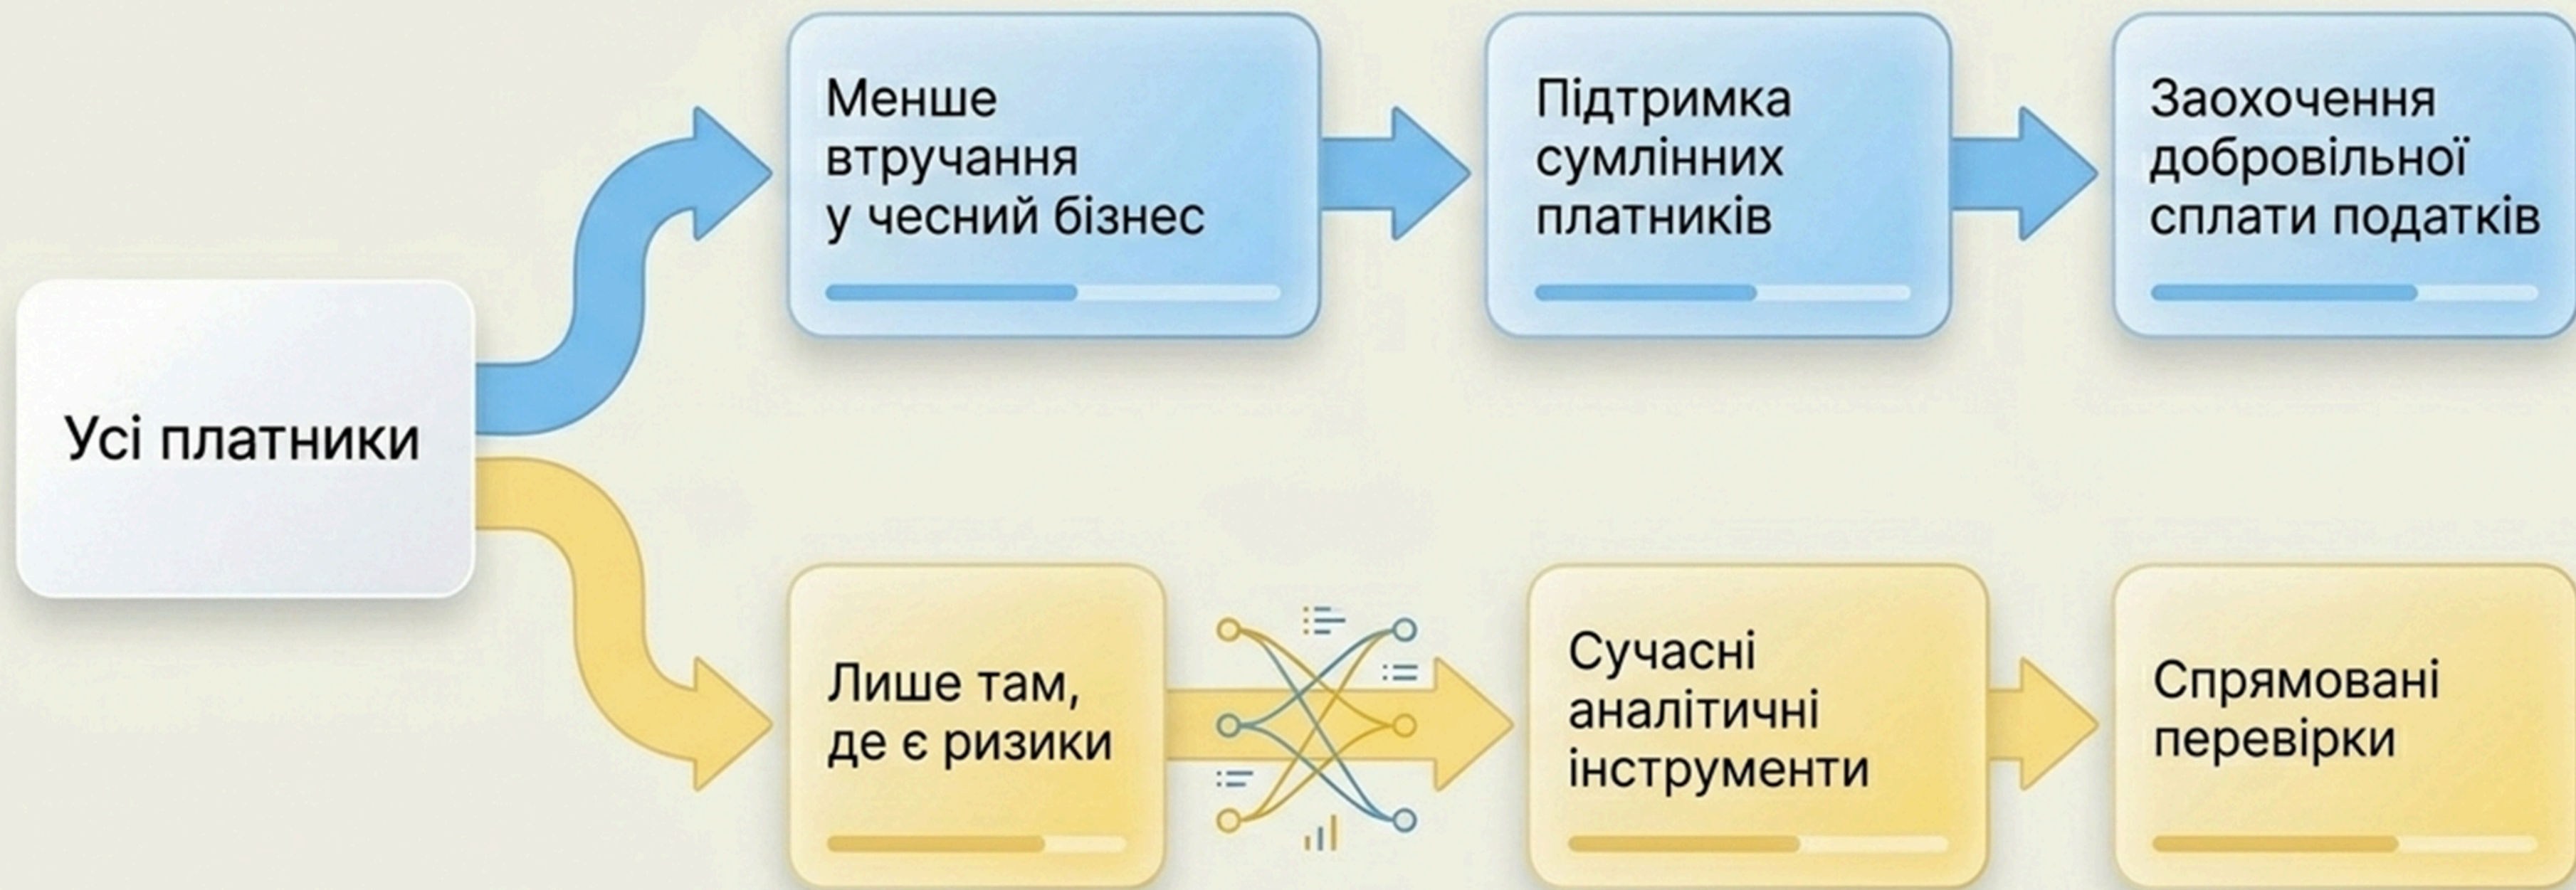 Усі платники
Менше
втручання
у чесний бізнес
Підтримка
сумлінних
платників
Заохочення
добровільної
сплати податків
Лише там,
де є ризики
Сучасні
аналітичні
інструменти
Спрямовані
перевірки